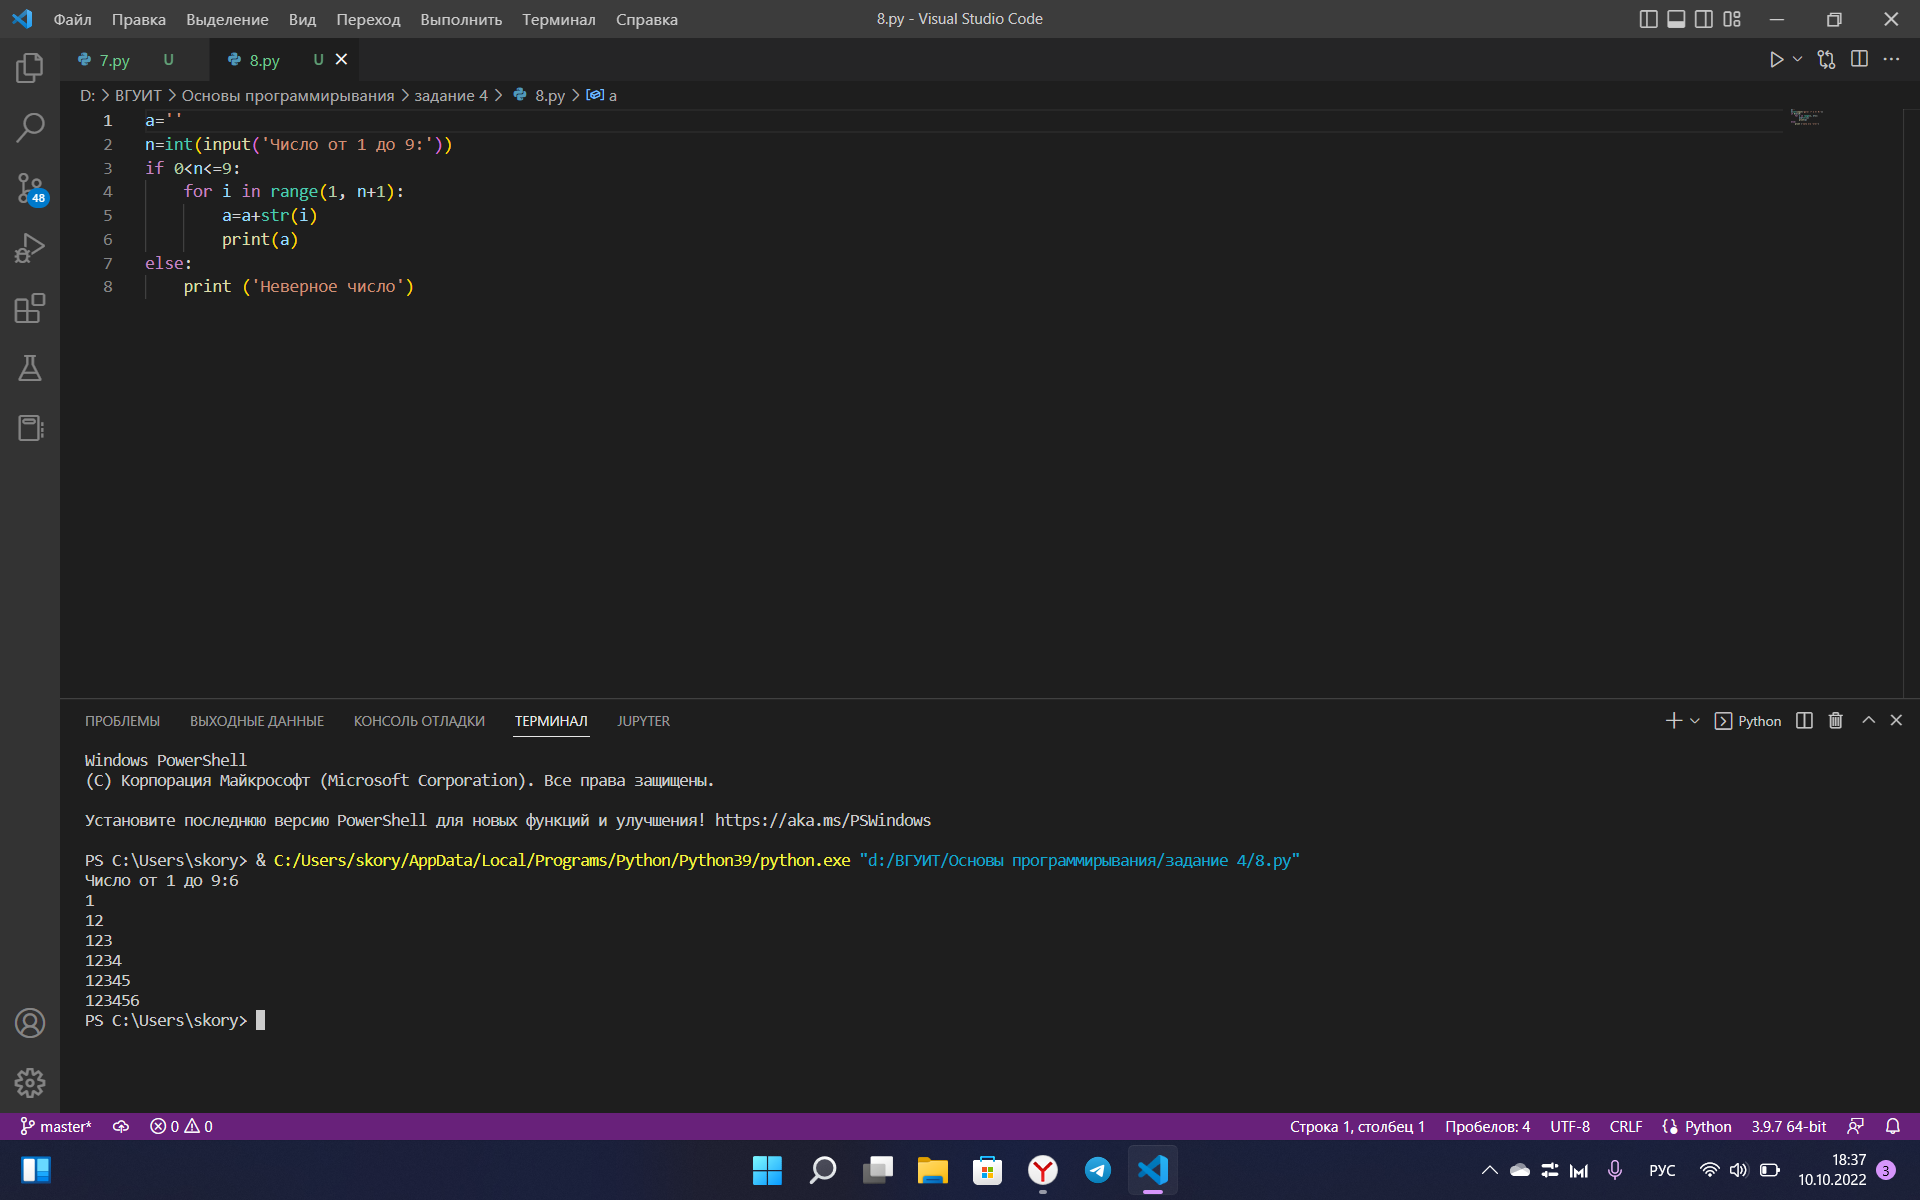 Файл Правка Выделение Вид Переход Выполнить Терминал Справка
8.py - Visual Studio Code
7.py U
8.py U
D: > ВГУИТ > Основы программирывания > задание 4 > 8.py > a
1 a=''
2 n=int(input('Число от 1 до 9:'))
3 if 0<n<=9:
4 for i in range(1, n+1):
5 a=a+str(i)
6 print(a)
7 else:
8 print ('Неверное число')
48
ПРОБЛЕМЫ ВЫХОДНЫЕ ДАННЫЕ КОНСОЛЬ ОТЛАДКИ ТЕРМИНАЛ JUPYTER
Python
Windows PowerShell
(C) Корпорация Майкрософт (Microsoft Corporation). Все права защищены.
Установите последнюю версию PowerShell для новых функций и улучшения! https://aka.ms/PSWindows
PS C:\Users\skory> & C:/Users/skory/AppData/Local/Programs/Python/Python39/python.exe "d:/ВГУИТ/Основы программирывания/задание 4/8.py"
Число от 1 до 9:6
1
12
123
1234
12345
123456
PS C:\Users\skory>
master* 0 0
Строка 1, столбец 1 Пробелов: 4 UTF-8 CRLF Python 3.9.7 64-bit
РУС
18:37
10.10.2022
3